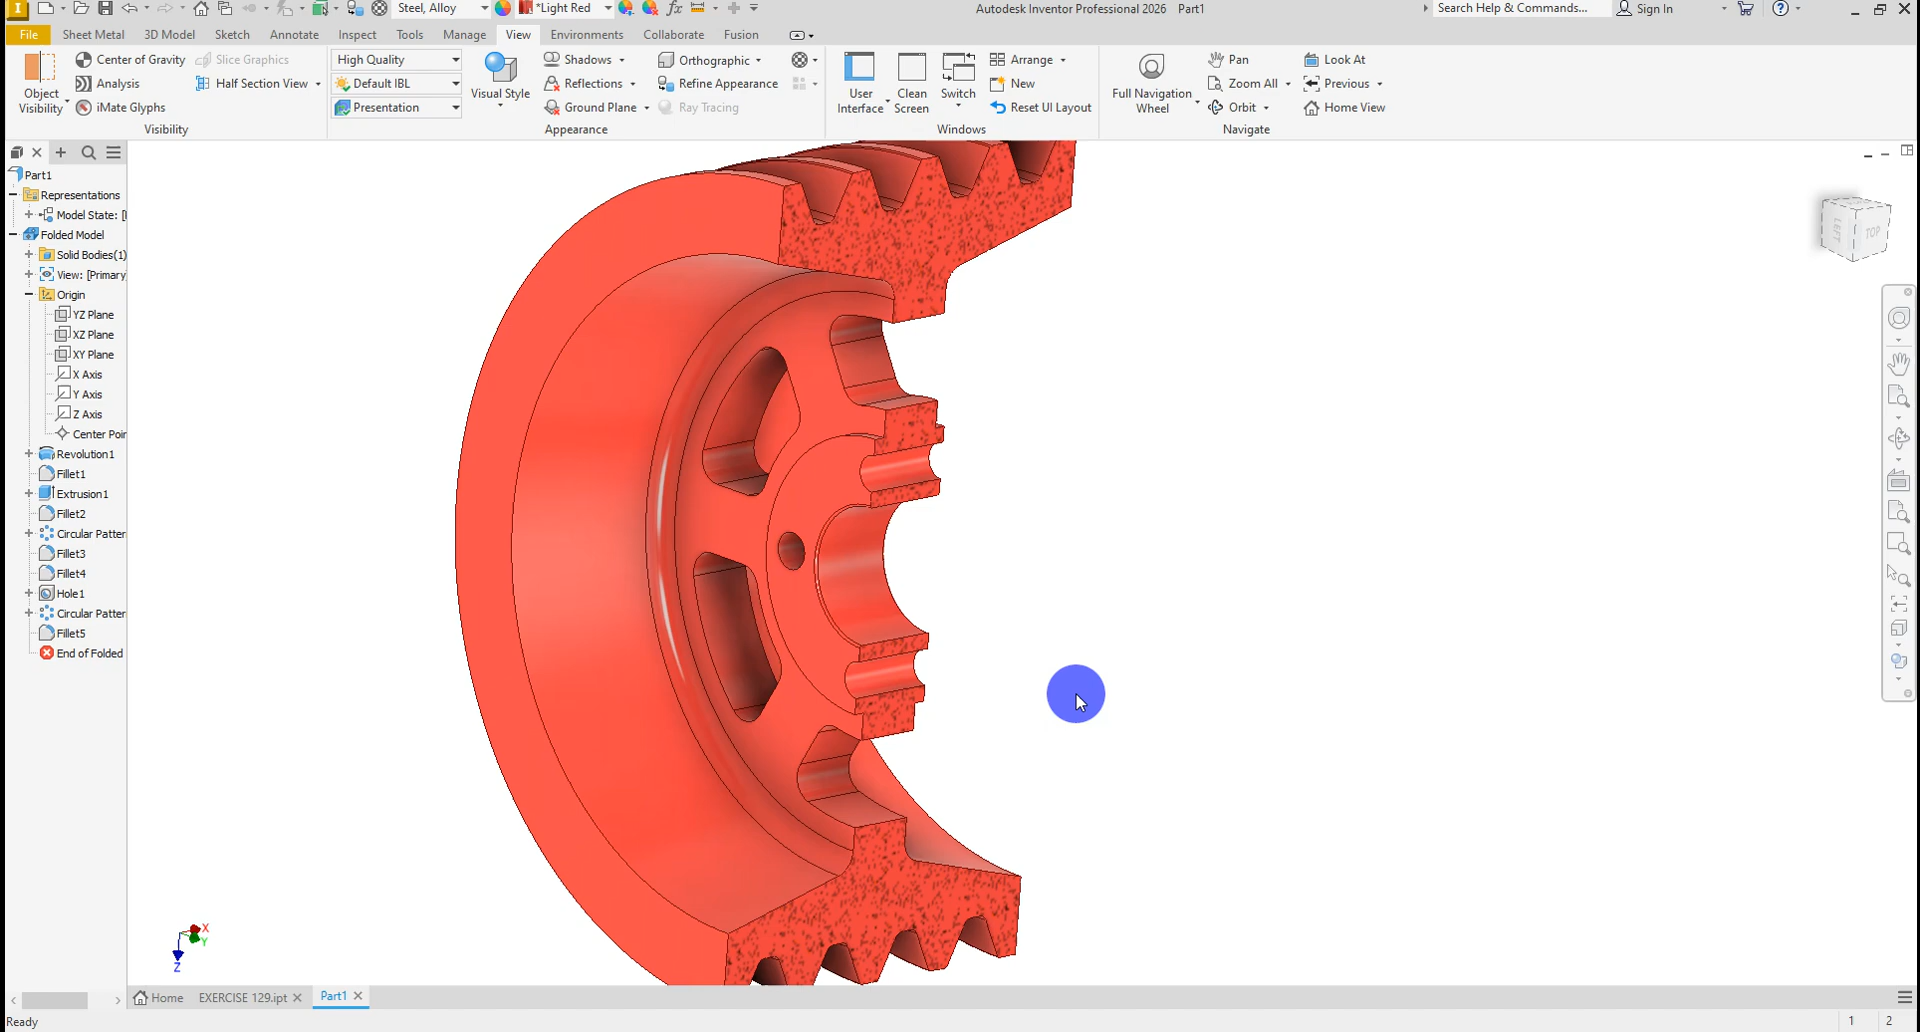 Steel, Alloy
*Light Red
Autodesk Inventor Professional 2026 Part1
Search Help & Commands...
Sign In
File Sheet Metal 3D Model Sketch Annotate Inspect Tools Manage View Environments Collaborate Fusion
Object Visibility
Center of Gravity
Analysis
iMate Glyphs
Slice Graphics
Half Section View
Visibility
High Quality
Default IBL
Presentation
Visual Style
Shadows
Reflections
Ground Plane
Orthographic
Refine Appearance
Ray Tracing
Appearance
User Interface
Clean Screen
Switch
Arrange
New
Reset UI Layout
Windows
Full Navigation Wheel
Pan
Zoom All
Orbit
Look At
Previous
Home View
Navigate
Part1
Representations
Model State: [
Folded Model
Solid Bodies(1)
View: [Primary
Origin
YZ Plane
XZ Plane
XY Plane
X Axis
Y Axis
Z Axis
Center Poin
Revolution1
Fillet1
Extrusion1
Fillet2
Circular Patter
Fillet3
Fillet4
Hole1
Circular Patter
Fillet5
End of Folded
LEFT TOP
X
Y
Z
Home EXERCISE 129.ipt Part1
Ready
1 2